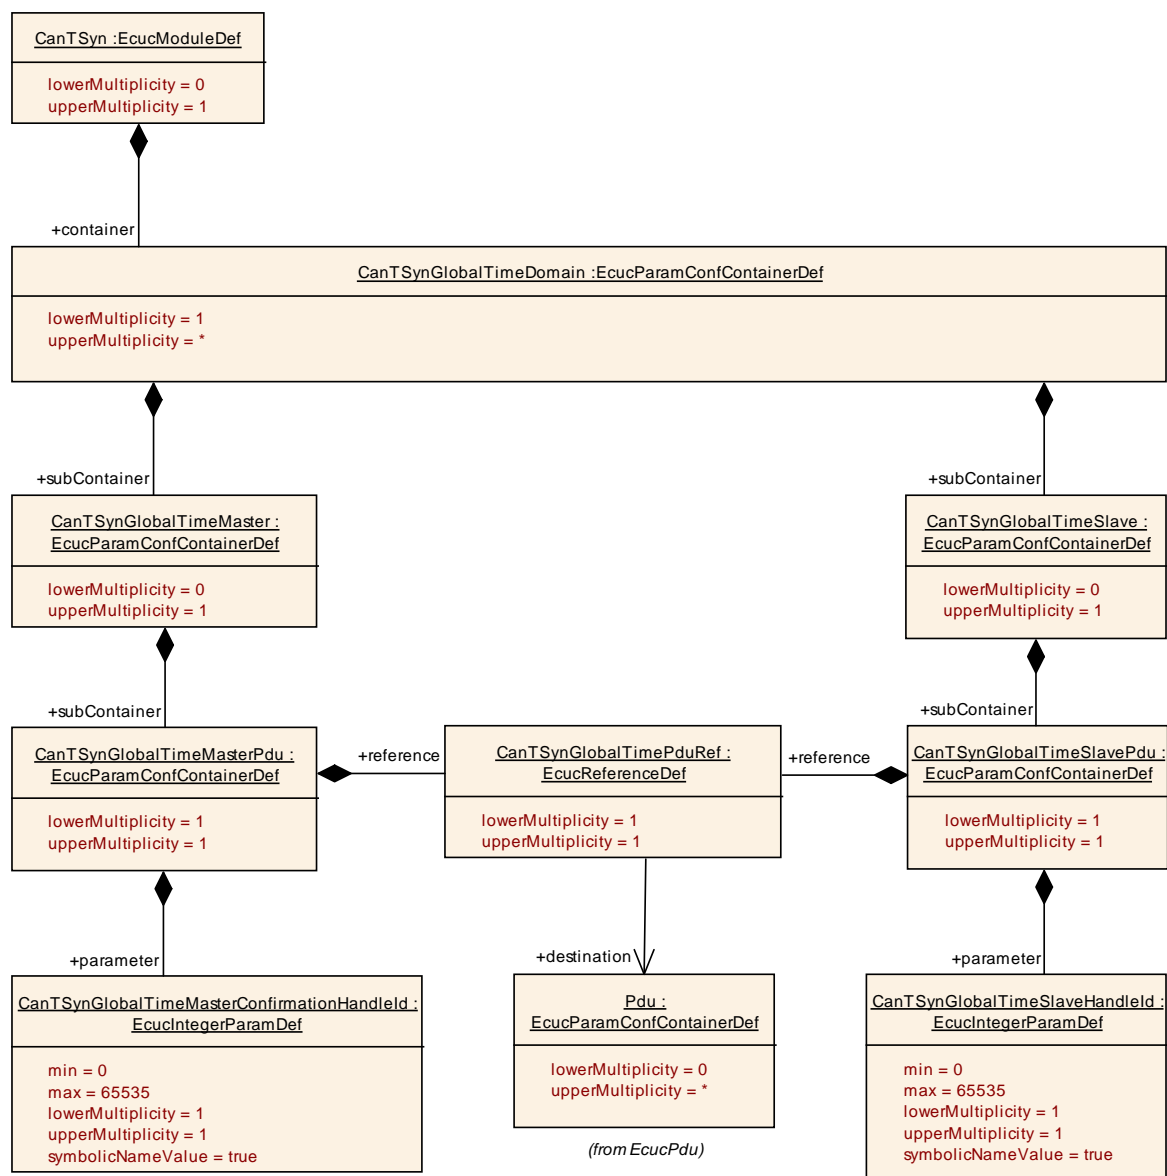 CanTSyn :EcucModuleDef
lowerMultiplicity = 0
upperMultiplicity = 1
+container
CanTSynGlobalTimeDomain :EcucParamConfContainerDef
lowerMultiplicity = 1
upperMultiplicity = *
+subContainer
CanTSynGlobalTimeMaster :
EcucParamConfContainerDef
lowerMultiplicity = 0
upperMultiplicity = 1
+subContainer
CanTSynGlobalTimeSlave :
EcucParamConfContainerDef
lowerMultiplicity = 0
upperMultiplicity = 1
+subContainer
CanTSynGlobalTimeMasterPdu :
EcucParamConfContainerDef
lowerMultiplicity = 1
upperMultiplicity = 1
+reference
CanTSynGlobalTimePduRef :
EcucReferenceDef
lowerMultiplicity = 1
upperMultiplicity = 1
+reference
+subContainer
CanTSynGlobalTimeSlavePdu :
EcucParamConfContainerDef
lowerMultiplicity = 1
upperMultiplicity = 1
+parameter
CanTSynGlobalTimeMasterConfirmationHandleId :
EcucIntegerParamDef
min = 0
max = 65535
lowerMultiplicity = 1
upperMultiplicity = 1
symbolicNameValue = true
+destination
Pdu :
EcucParamConfContainerDef
lowerMultiplicity = 0
upperMultiplicity = *
(from EcucPdu)
+parameter
CanTSynGlobalTimeSlaveHandleId :
EcucIntegerParamDef
min = 0
max = 65535
lowerMultiplicity = 1
upperMultiplicity = 1
symbolicNameValue = true